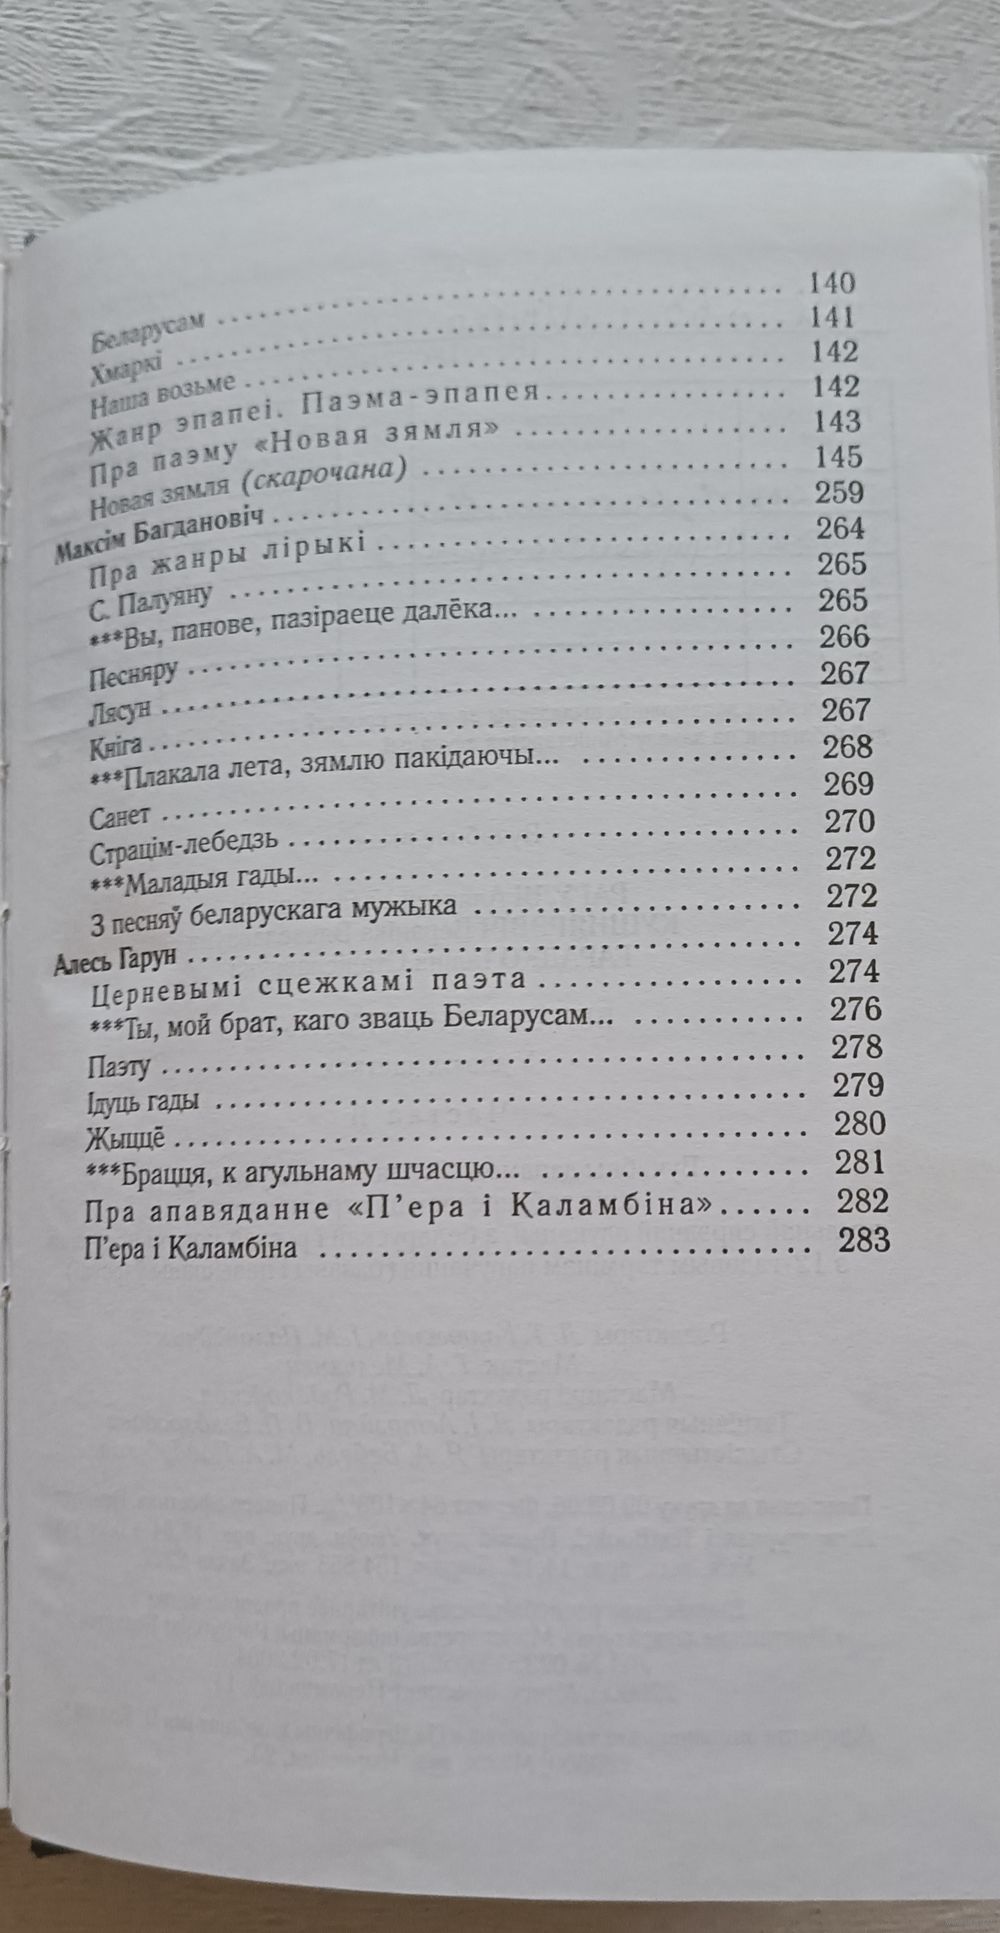 Беларусам ........ 140
Хмаркі ........ 141
Наша возьме ........ 142
Жанр эпапеі. Паэма-эпапея ........ 142
Пра паэму «Новая зямля» ........ 143
Новая зямля (скарочана) ........ 145
Максім Багдановіч ........ 259
Пра жанры лірыкі ........ 264
С. Палуяну ........ 265
***Вы, панове, пазіраеце далёка... ........ 265
Песняру ........ 266
Лясун ........ 267
Кніга ........ 267
***Плакала лета, зямлю пакідаючы... ........ 268
Санет ........ 269
Страцім-лебедзь ........ 270
***Маладыя гады... ........ 272
З песняў беларускага мужыка ........ 272
Алесь Гарун ........ 274
Церневымі сцежкамі паэта ........ 274
***Ты, мой брат, каго зваць Беларусам... ........ 276
Паэту ........ 278
Ідуць гады ........ 279
Жыццё ........ 280
***Брацця, к агульнаму шчасцю... ........ 281
Пра апавяданне «П’ера і Каламбіна» ........ 282
П’ера і Каламбіна ........ 283